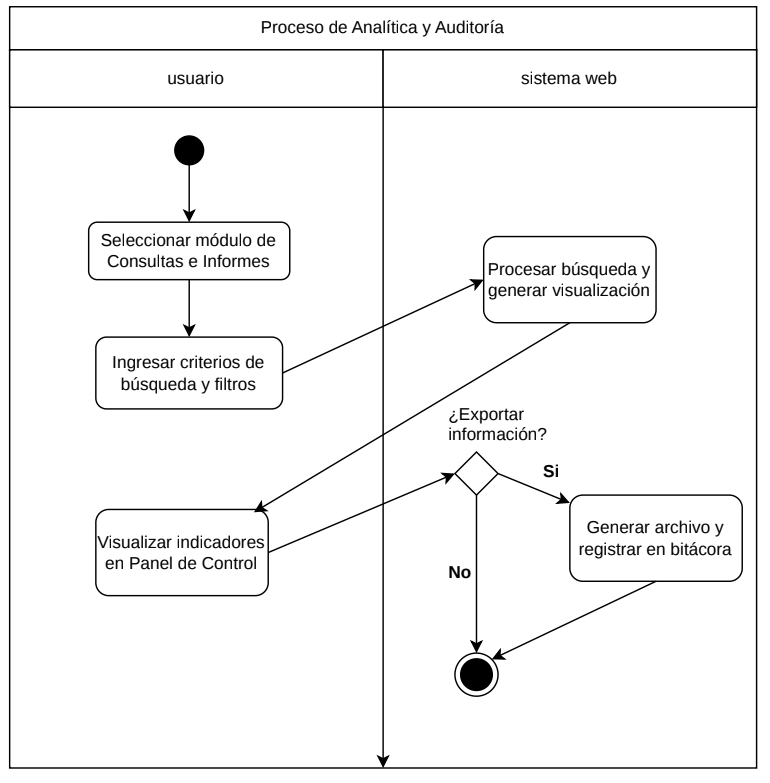 Proceso de Analítica y Auditoría
usuario
sistema web
Seleccionar módulo de
Consultas e Informes
Procesar búsqueda y
generar visualización
Ingresar criterios de
búsqueda y filtros
¿Exportar
información?
Si
Visualizar indicadores
en Panel de Control
Generar archivo y
registrar en bitácora
No